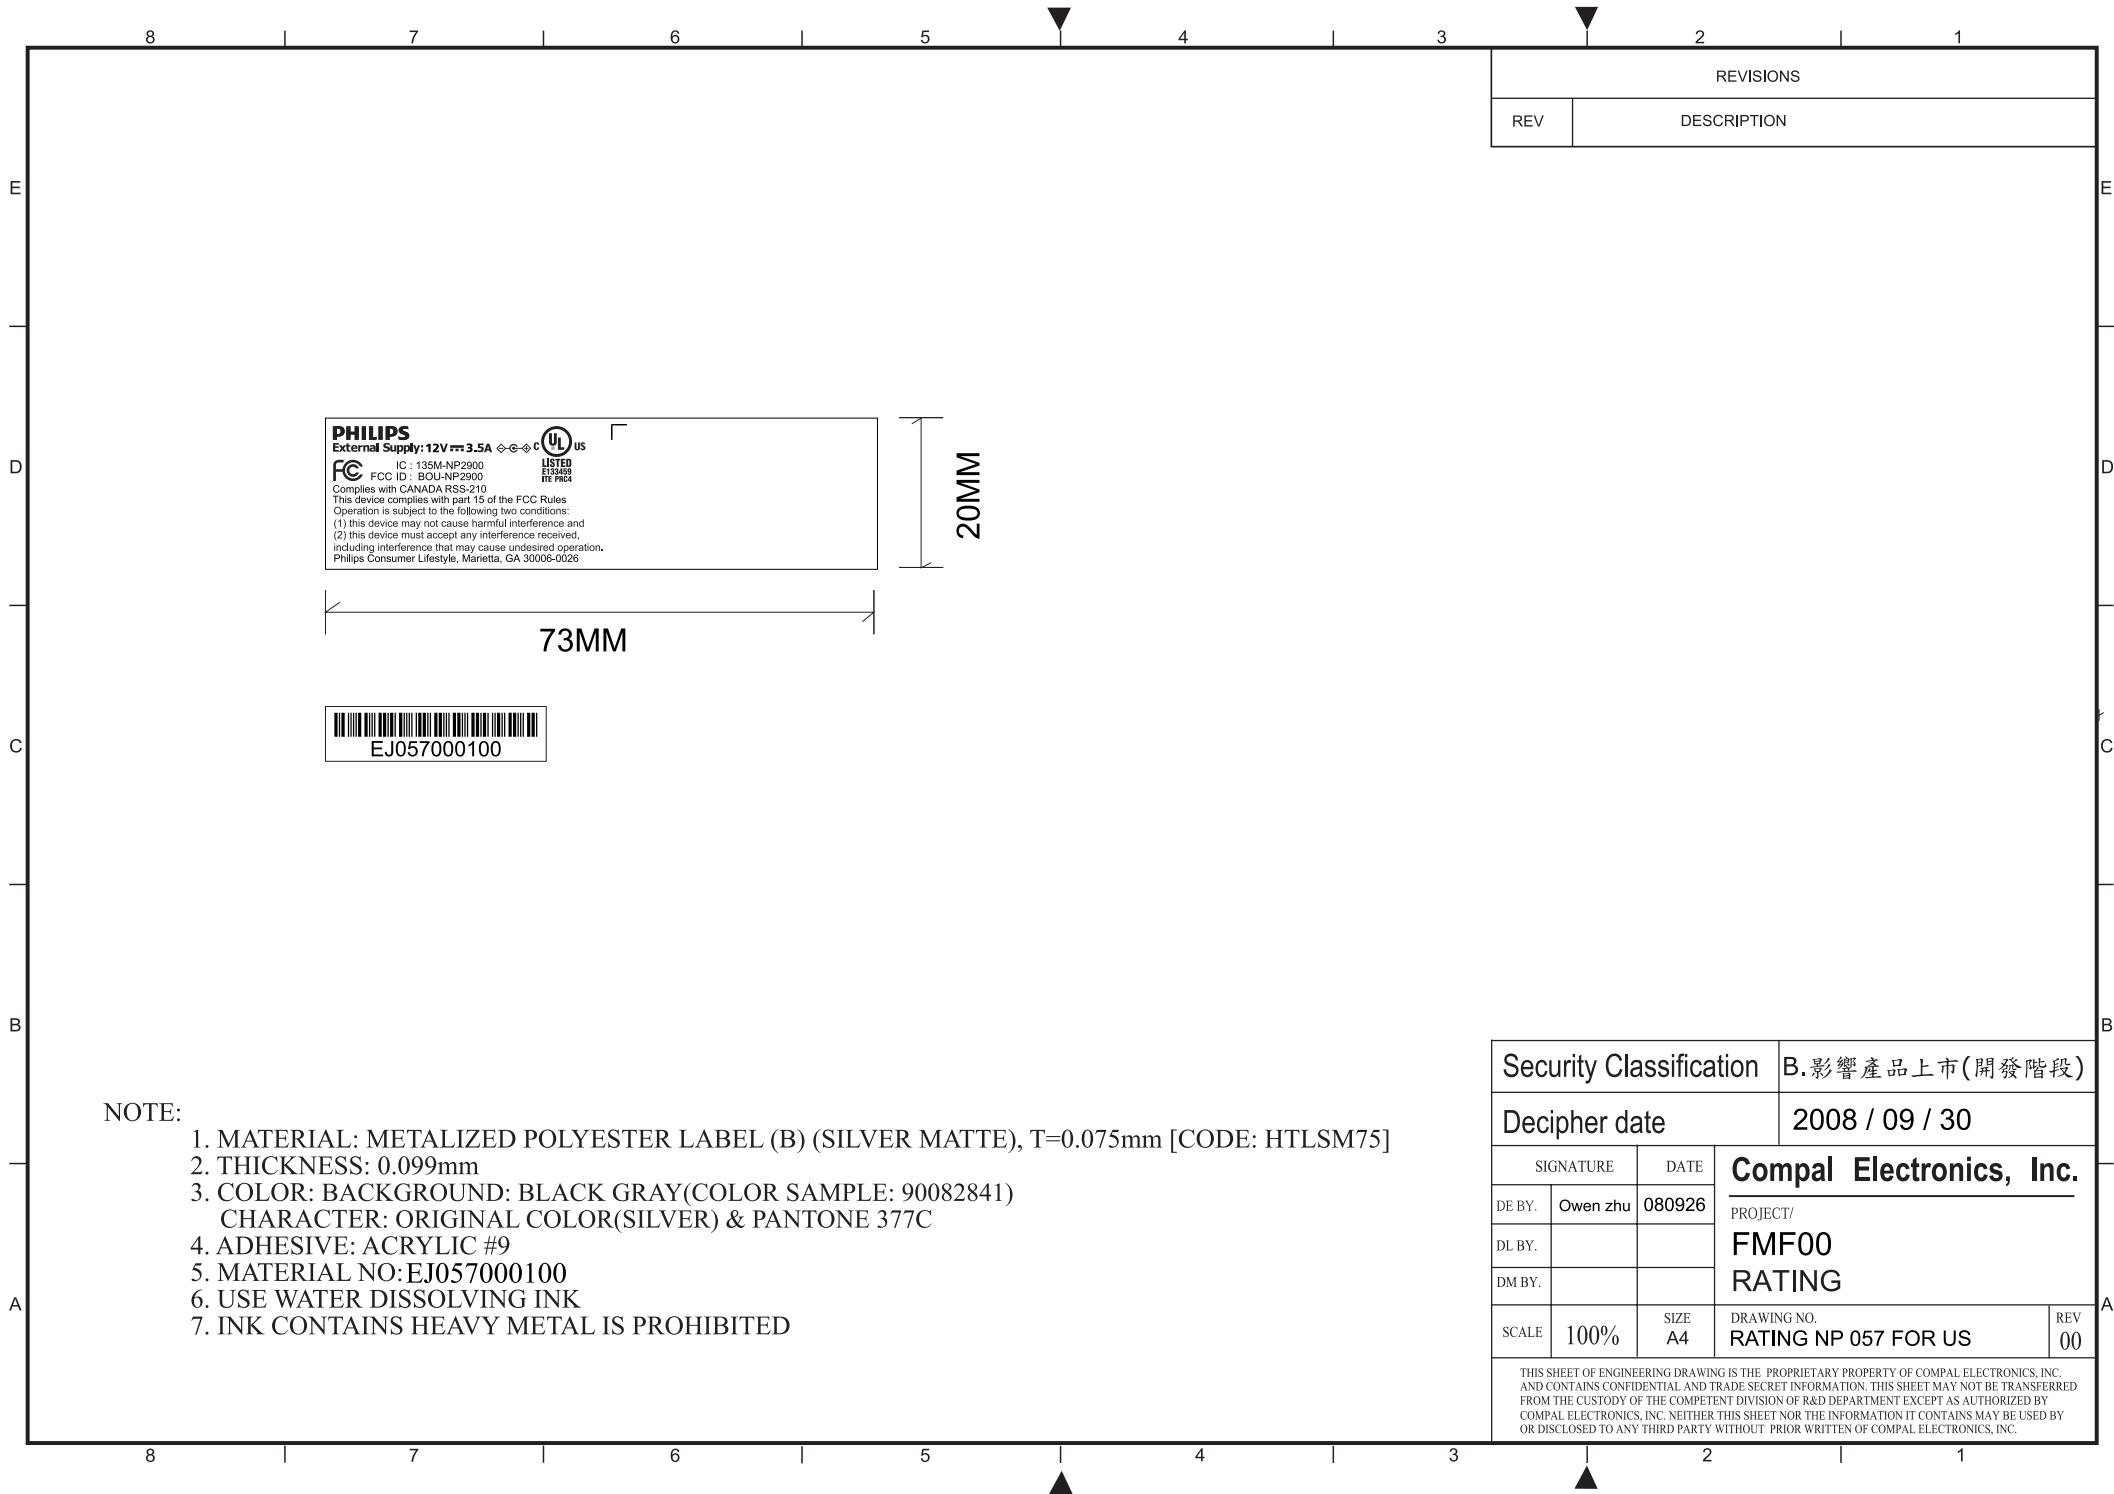 8 7 6 5 4 3 2 1
REVISIONS
REV DESCRIPTION
E E
PHILIPS
External Supply: 12V 3.5A C UL US
LISTED
E133459
ITE PRC4
FC IC : 135M-NP2900
FCC ID : BOU-NP2900
Complies with CANADA RSS-210
This device complies with part 15 of the FCC Rules
Operation is subject to the following two conditions:
(1) this device may not cause harmful interference and
(2) this device must accept any interference received,
including interference that may cause undesired operation.
Philips Consumer Lifestyle, Marietta, GA 30006-0026
D D
20MM
73MM
EJ057000100
C C
B B
NOTE:
1. MATERIAL: METALIZED POLYESTER LABEL (B) (SILVER MATTE), T=0.075mm [CODE: HTLSM75]
2. THICKNESS: 0.099mm
3. COLOR: BACKGROUND: BLACK GRAY(COLOR SAMPLE: 90082841)
CHARACTER: ORIGINAL COLOR(SILVER) & PANTONE 377C
4. ADHESIVE: ACRYLIC #9
5. MATERIAL NO:EJ057000100
6. USE WATER DISSOLVING INK
7. INK CONTAINS HEAVY METAL IS PROHIBITED
A A
Security Classification B.影響產品上市(開發階段)
Decipher date 2008 / 09 / 30
SIGNATURE DATE Compal Electronics, Inc.
DE BY. Owen zhu 080926
PROJECT/
DL BY. FMF00
DM BY. RATING
SCALE 100% SIZE A4
DRAWING NO.
RATING NP 057 FOR US
REV
00
THIS SHEET OF ENGINEERING DRAWING IS THE PROPRIETARY PROPERTY OF COMPAL ELECTRONICS, INC.
AND CONTAINS CONFIDENTIAL AND TRADE SECRET INFORMATION. THIS SHEET MAY NOT BE TRANSFERRED
FROM THE CUSTODY OF THE COMPETENT DIVISION OF R&D DEPARTMENT EXCEPT AS AUTHORIZED BY
COMPAL ELECTRONICS, INC. NEITHER THIS SHEET NOR THE INFORMATION IT CONTAINS MAY BE USED BY
OR DISCLOSED TO ANY THIRD PARTY WITHOUT PRIOR WRITTEN OF COMPAL ELECTRONICS, INC.
8 7 6 5 4 3 2 1